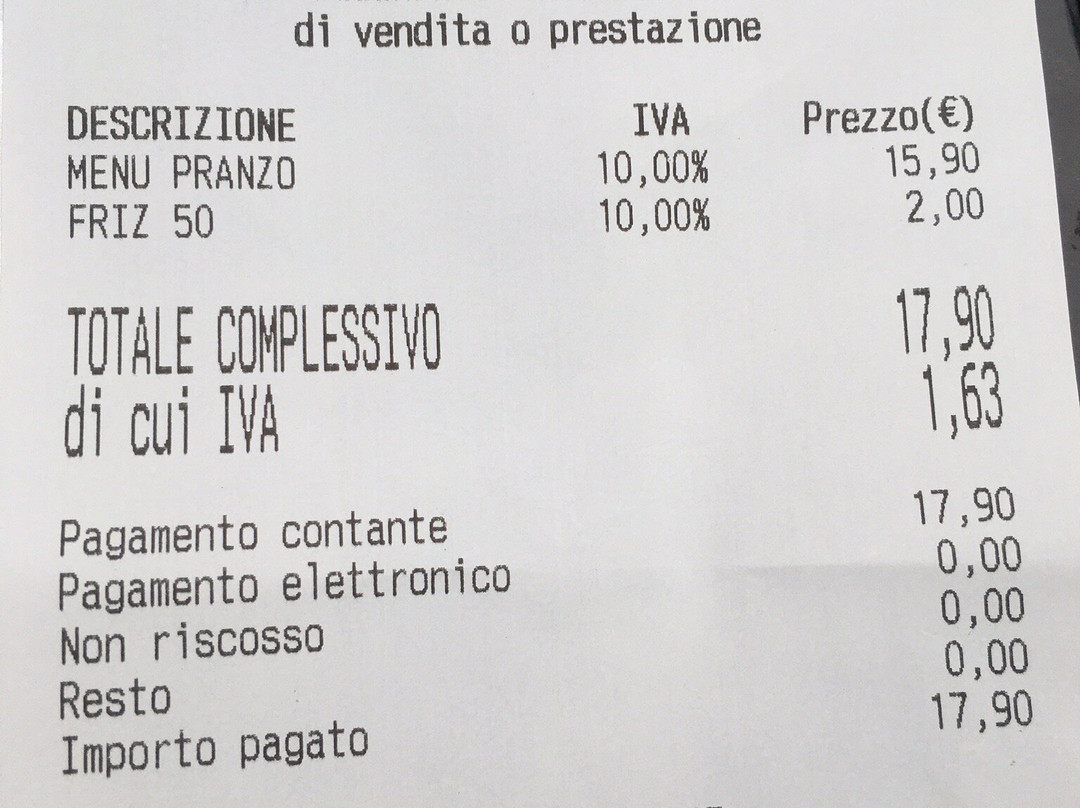 di vendita o prestazione
DESCRIZIONE IVA Prezzo(€)
MENU PRANZO 10,00% 15,90
FRIZ 50 10,00% 2,00
TOTALE COMPLESSIVO 17,90
di cui IVA 1,63
Pagamento contante 17,90
Pagamento elettronico 0,00
Non riscosso 0,00
Resto 0,00
Importo pagato 17,90